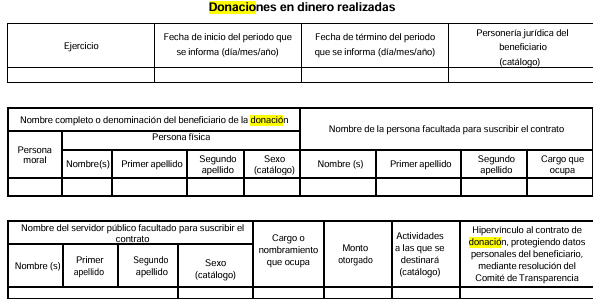 Donaciones en dinero realizadas
Ejercicio
Fecha de inicio del periodo que
se informa (día/mes/año)
Fecha de término del periodo
que se informa (día/mes/año)
Personería jurídica del
beneficiario
(catálogo)
Nombre completo o denominación del beneficiario de la donación
Nombre de la persona facultada para suscribir el contrato
Persona
moral
Persona física
Nombre(s)
Primer apellido
Segundo
apellido
Sexo
(catálogo)
Nombre (s)
Primer apellido
Segundo
apellido
Cargo que
ocupa
Nombre del servidor público facultado para suscribir el
contrato
Nombre (s)
Primer
apellido
Segundo
apellido
Sexo
(catálogo)
Cargo o
nombramiento
que ocupa
Monto
otorgado
Actividades
a las que se
destinará
(catálogo)
Hipervínculo al contrato de
donación, protegiendo datos
personales del beneficiario,
mediante resolución del
Comité de Transparencia